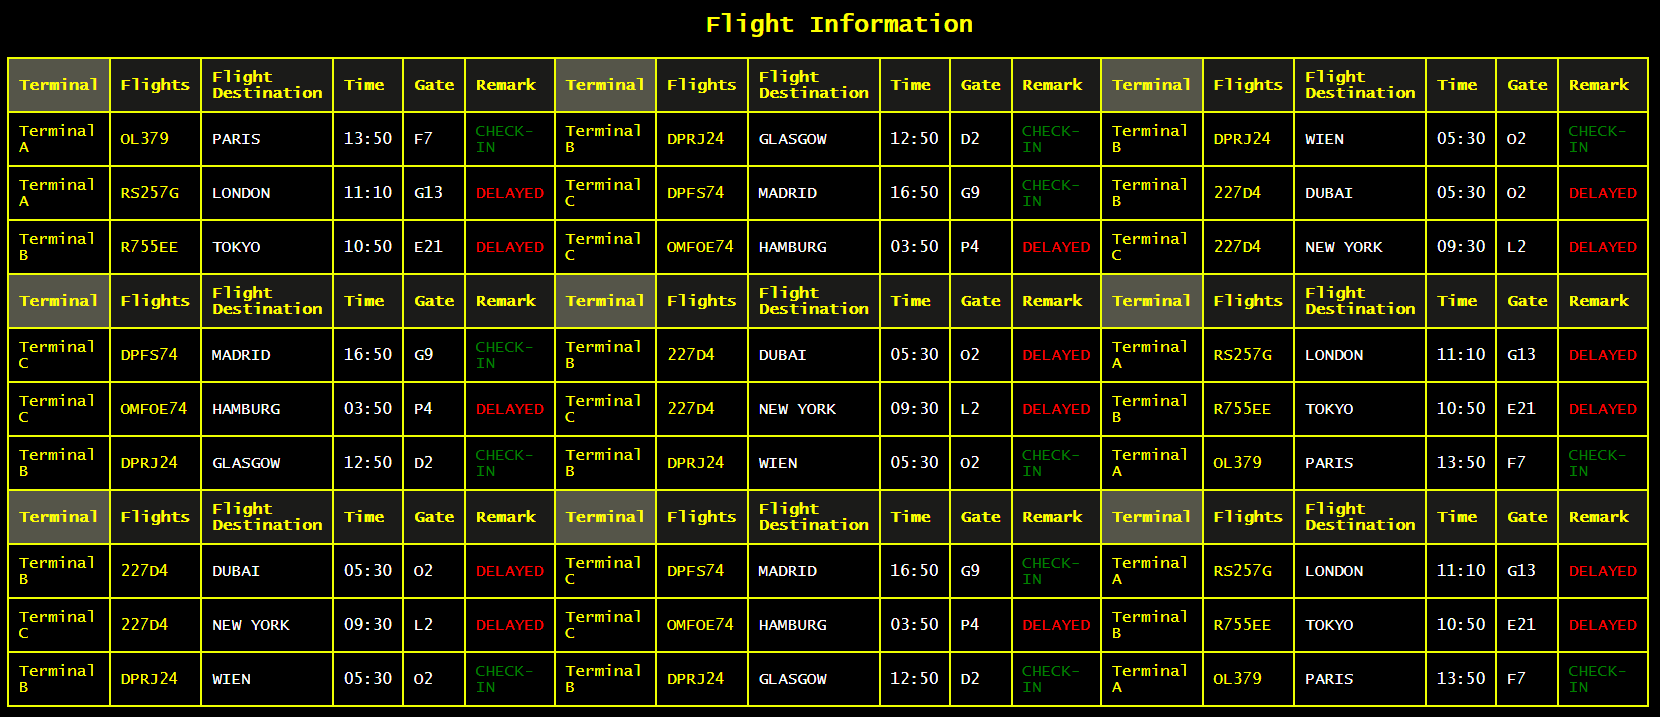 Flight Information
Terminal Flights Flight Destination Time Gate Remark Terminal Flights Flight Destination Time Gate Remark Terminal Flights Flight Destination Time Gate Remark
Terminal A OL379 PARIS 13:50 F7 CHECK-IN Terminal B DPRJ24 GLASGOW 12:50 D2 CHECK-IN Terminal B DPRJ24 WIEN 05:30 O2 CHECK-IN
Terminal A RS257G LONDON 11:10 G13 DELAYED Terminal C DPFS74 MADRID 16:50 G9 CHECK-IN Terminal B 227D4 DUBAI 05:30 O2 DELAYED
Terminal B R755EE TOKYO 10:50 E21 DELAYED Terminal C OMFOE74 HAMBURG 03:50 P4 DELAYED Terminal C 227D4 NEW YORK 09:30 L2 DELAYED
Terminal Flights Flight Destination Time Gate Remark Terminal Flights Flight Destination Time Gate Remark Terminal Flights Flight Destination Time Gate Remark
Terminal C DPFS74 MADRID 16:50 G9 CHECK-IN Terminal B 227D4 DUBAI 05:30 O2 DELAYED Terminal A RS257G LONDON 11:10 G13 DELAYED
Terminal C OMFOE74 HAMBURG 03:50 P4 DELAYED Terminal C 227D4 NEW YORK 09:30 L2 DELAYED Terminal B R755EE TOKYO 10:50 E21 DELAYED
Terminal B DPRJ24 GLASGOW 12:50 D2 CHECK-IN Terminal B DPRJ24 WIEN 05:30 O2 CHECK-IN Terminal A OL379 PARIS 13:50 F7 CHECK-IN
Terminal Flights Flight Destination Time Gate Remark Terminal Flights Flight Destination Time Gate Remark Terminal Flights Flight Destination Time Gate Remark
Terminal B 227D4 DUBAI 05:30 O2 DELAYED Terminal C DPFS74 MADRID 16:50 G9 CHECK-IN Terminal A RS257G LONDON 11:10 G13 DELAYED
Terminal C 227D4 NEW YORK 09:30 L2 DELAYED Terminal C OMFOE74 HAMBURG 03:50 P4 DELAYED Terminal B R755EE TOKYO 10:50 E21 DELAYED
Terminal B DPRJ24 WIEN 05:30 O2 CHECK-IN Terminal B DPRJ24 GLASGOW 12:50 D2 CHECK-IN Terminal A OL379 PARIS 13:50 F7 CHECK-IN